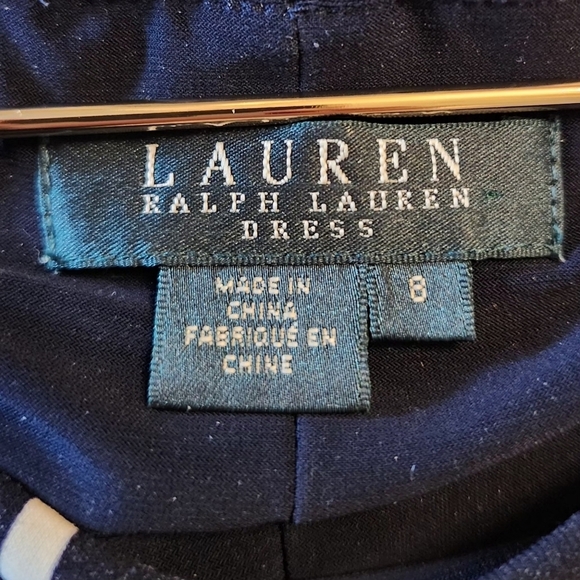 LAUREN
RALPH LAUREN
DRESS
MADE IN
CHINA
FABRIQUÉ EN
CHINE
8